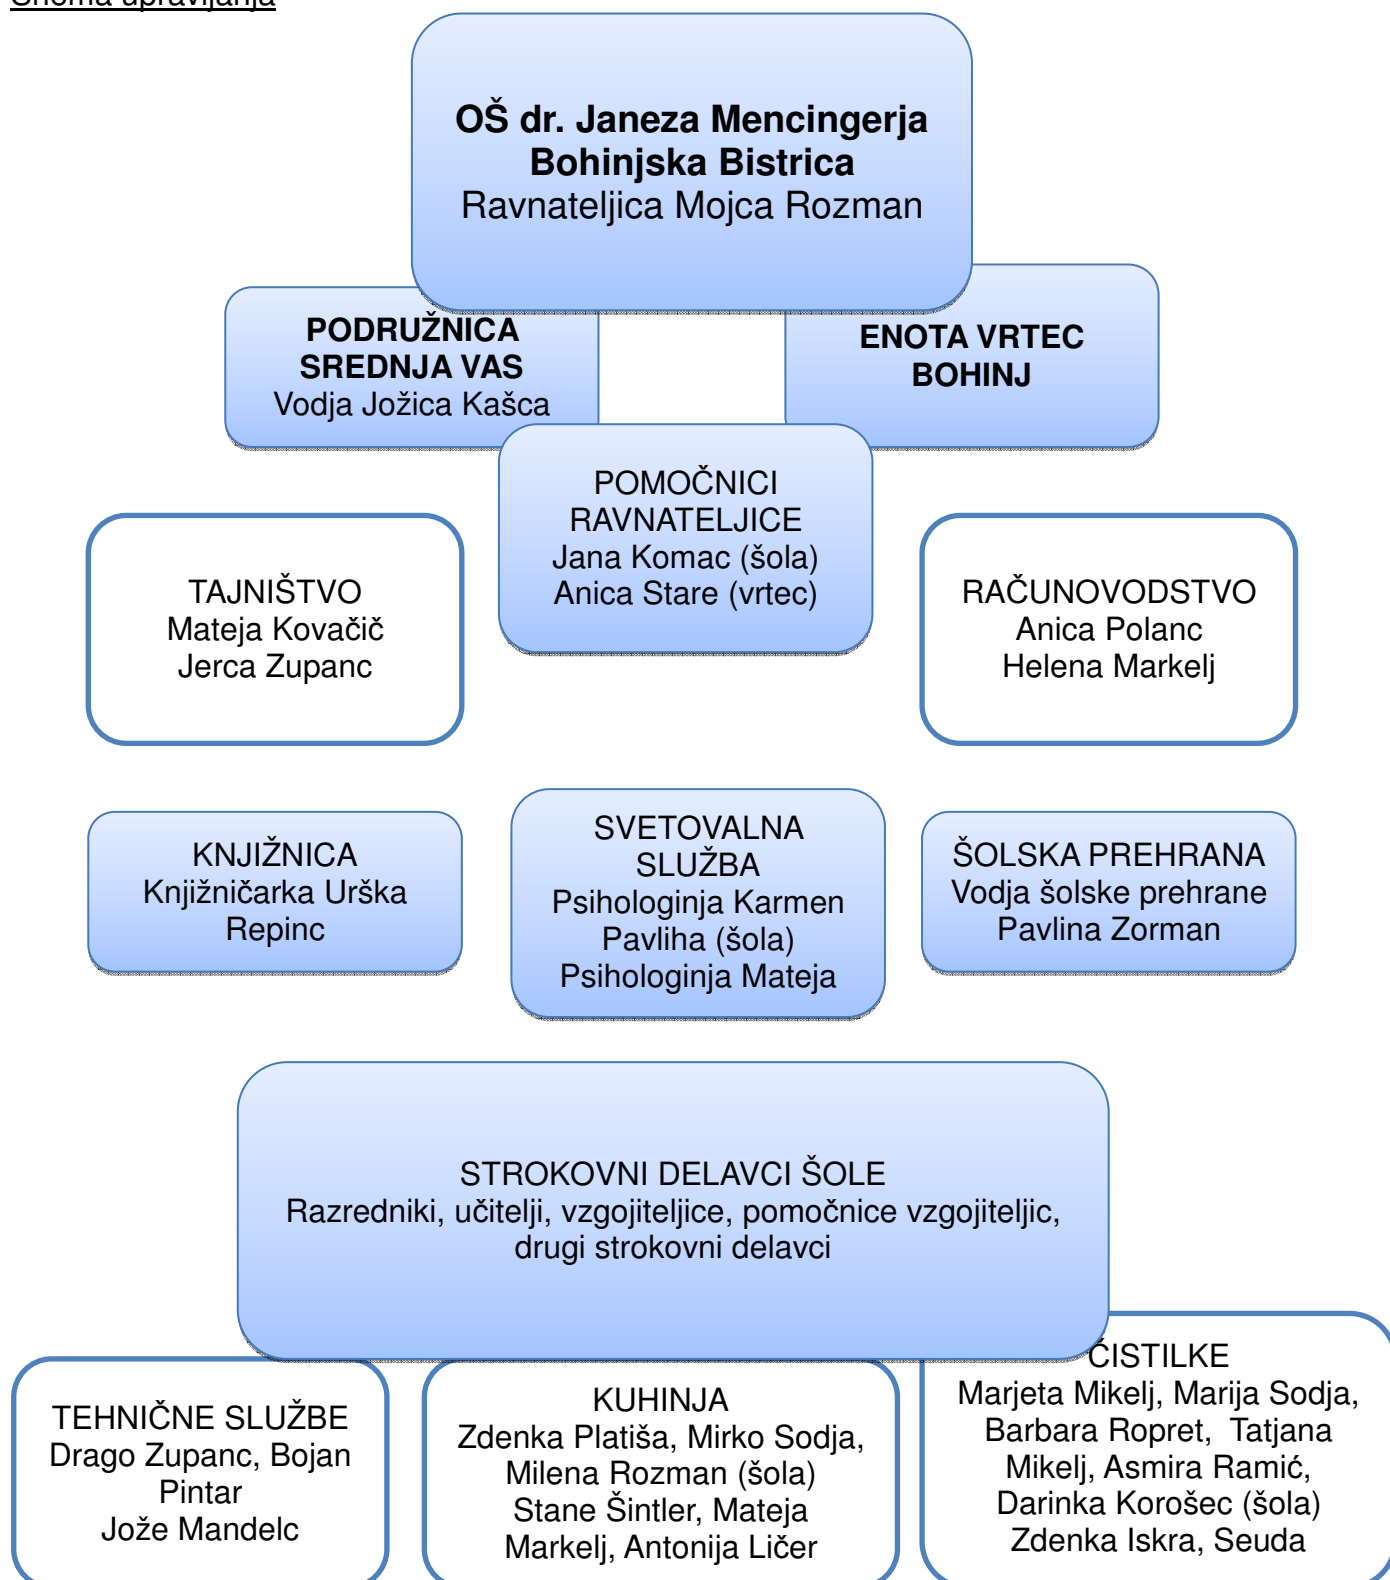 OŠ dr. Janeza Mencingerja
Bohinjska Bistrica
Ravnateljica Mojca Rozman
PODRUŽNICA
SREDNJA VAS
Vodja Jožica Kašca
ENOTA VRTEC
BOHINJ
POMOČNICI
RAVNATELJICE
Jana Komac (šola)
Anica Stare (vrtec)
TAJNIŠTVO
Mateja Kovačič
Jerca Zupanc
RAČUNOVODSTVO
Anica Polanc
Helena Markelj
KNJIŽNICA
Knjižničarka Urška
Repinc
SVETOVALNA
SLUŽBA
Psihologinja Karmen
Pavliha (šola)
Psihologinja Mateja
ŠOLSKA PREHRANA
Vodja šolske prehrane
Pavlina Zorman
STROKOVNI DELAVCI ŠOLE
Razredniki, učitelji, vzgojiteljice, pomočnice vzgojiteljic,
drugi strokovni delavci
TEHNIČNE SLUŽBE
Drago Zupanc, Bojan
Pintar
Jože Mandelc
KUHINJA
Zdenka Platiša, Mirko Sodja,
Milena Rozman (šola)
Stane Šintler, Mateja
Markelj, Antonija Ličer
ČISTILKE
Marjeta Mikelj, Marija Sodja,
Barbara Ropret, Tatjana
Mikelj, Asmira Ramić,
Darinka Korošec (šola)
Zdenka Iskra, Seuda